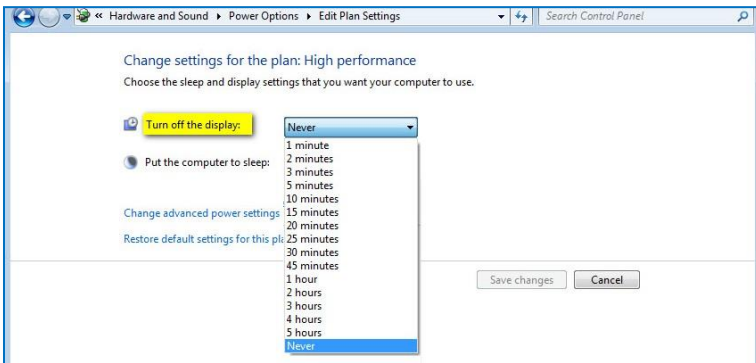 « Hardware and Sound ▸ Power Options ▸ Edit Plan Settings Search Control Panel
Change settings for the plan: High performance
Choose the sleep and display settings that you want your computer to use.
Turn off the display: Never
1 minute
2 minutes
3 minutes
5 minutes
10 minutes
15 minutes
20 minutes
25 minutes
30 minutes
45 minutes
1 hour
2 hours
3 hours
4 hours
5 hours
Never
Put the computer to sleep:
Change advanced power settings
Restore default settings for this pla
Save changes Cancel